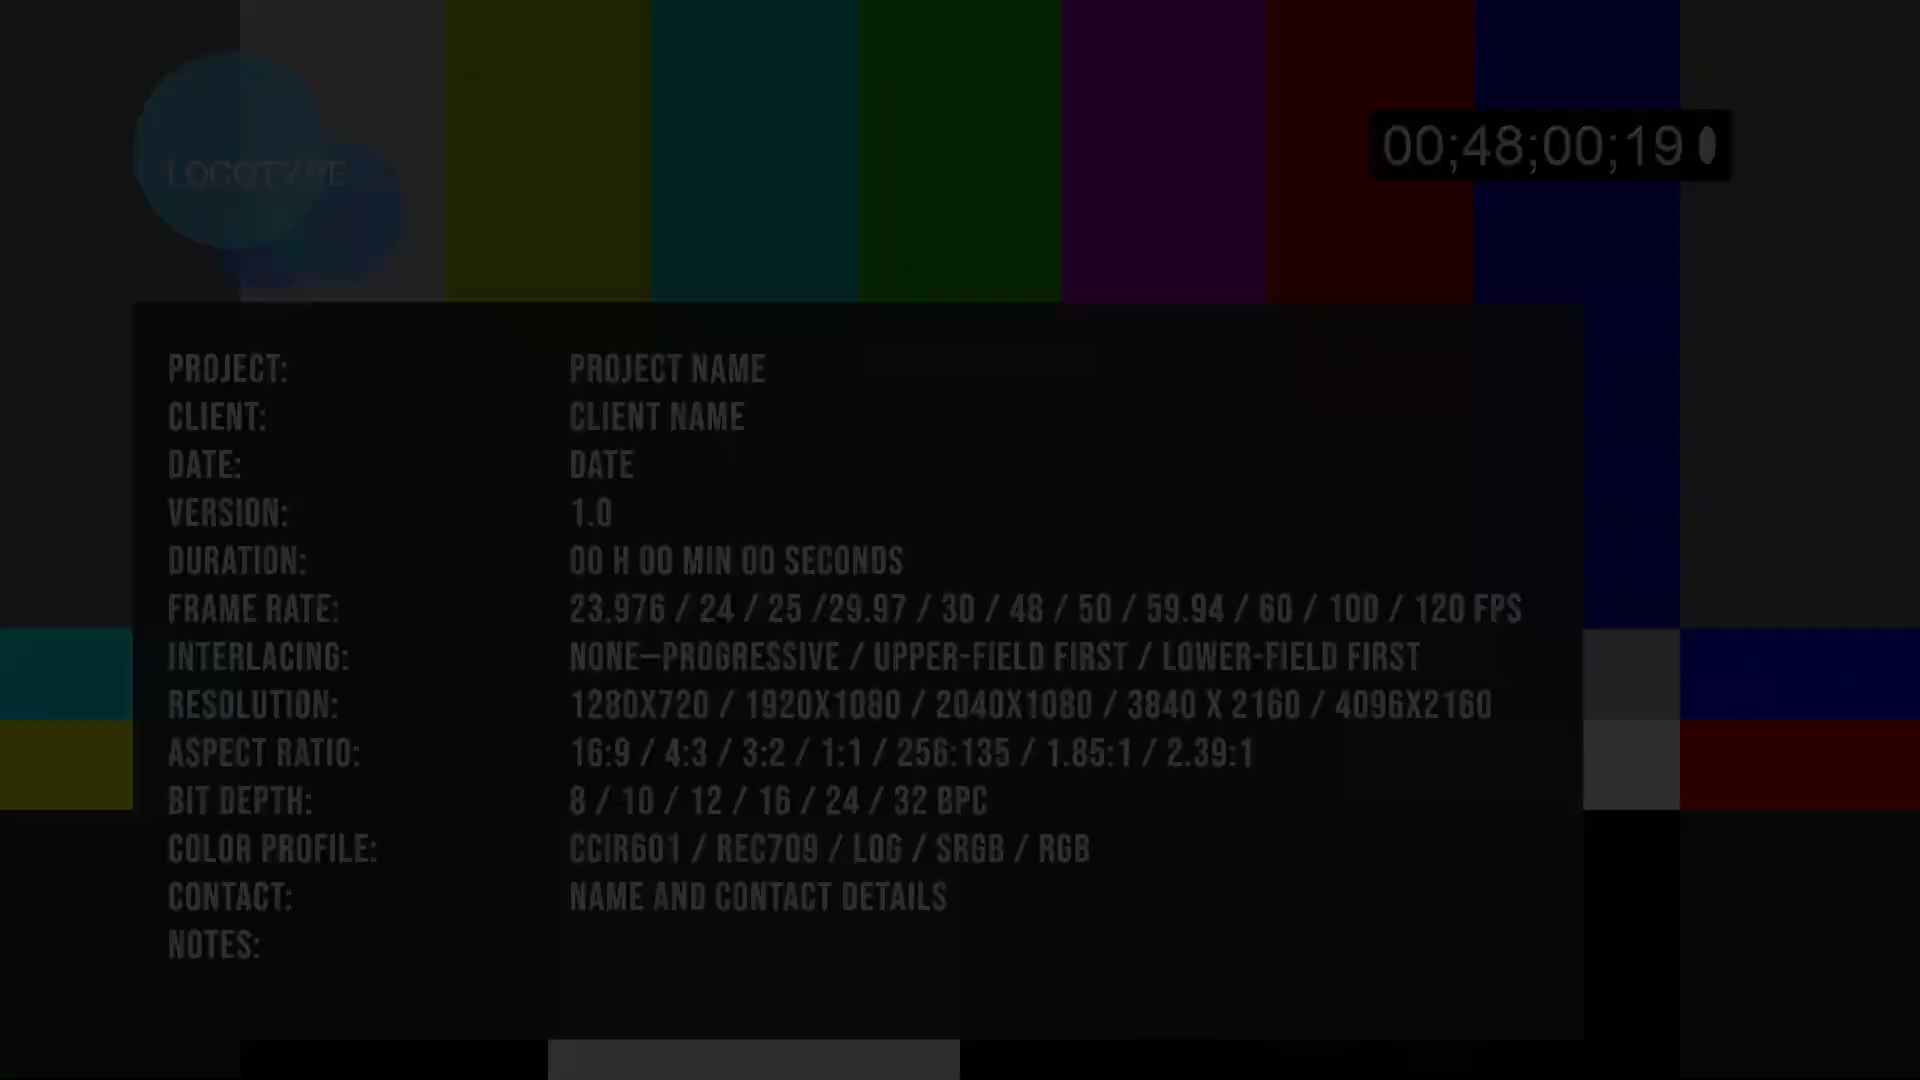 LOGOTYPE
00;48;00;19
PROJECT: PROJECT NAME
CLIENT: CLIENT NAME
DATE: DATE
VERSION: 1.0
DURATION: 00 H 00 MIN 00 SECONDS
FRAME RATE: 23.976 / 24 / 25 /29.97 / 30 / 48 / 50 / 59.94 / 60 / 100 / 120 FPS
INTERLACING: NONE—PROGRESSIVE / UPPER-FIELD FIRST / LOWER-FIELD FIRST
RESOLUTION: 1280X720 / 1920X1080 / 2040X1080 / 3840 X 2160 / 4096X2160
ASPECT RATIO: 16:9 / 4:3 / 3:2 / 1:1 / 256:135 / 1.85:1 / 2.39:1
BIT DEPTH: 8 / 10 / 12 / 16 / 24 / 32 BPC
COLOR PROFILE: CCIR601 / REC709 / LOG / SRGB / RGB
CONTACT: NAME AND CONTACT DETAILS
NOTES: